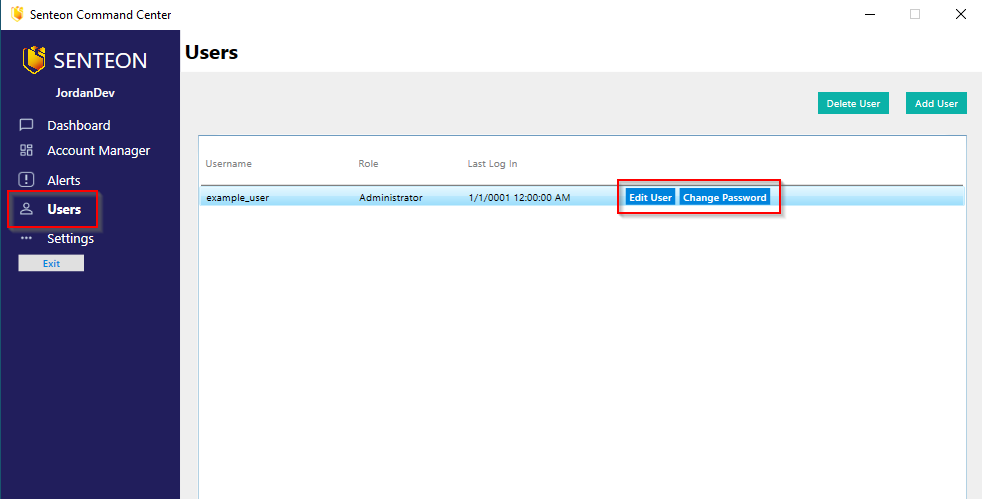 Senteon Command Center
SENTEON
JordanDev
Dashboard
Account Manager
Alerts
Users
Settings
Exit
Users
Delete User Add User
Username Role Last Log In
example_user Administrator 1/1/0001 12:00:00 AM Edit User Change Password